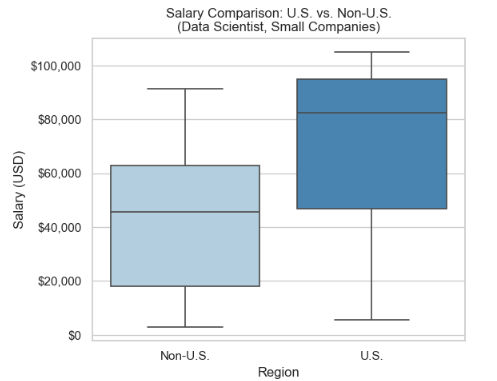 Salary Comparison: U.S. vs. Non-U.S.
(Data Scientist, Small Companies)
Salary (USD)
$100,000
$80,000
$60,000
$40,000
$20,000
$0
Non-U.S.
U.S.
Region